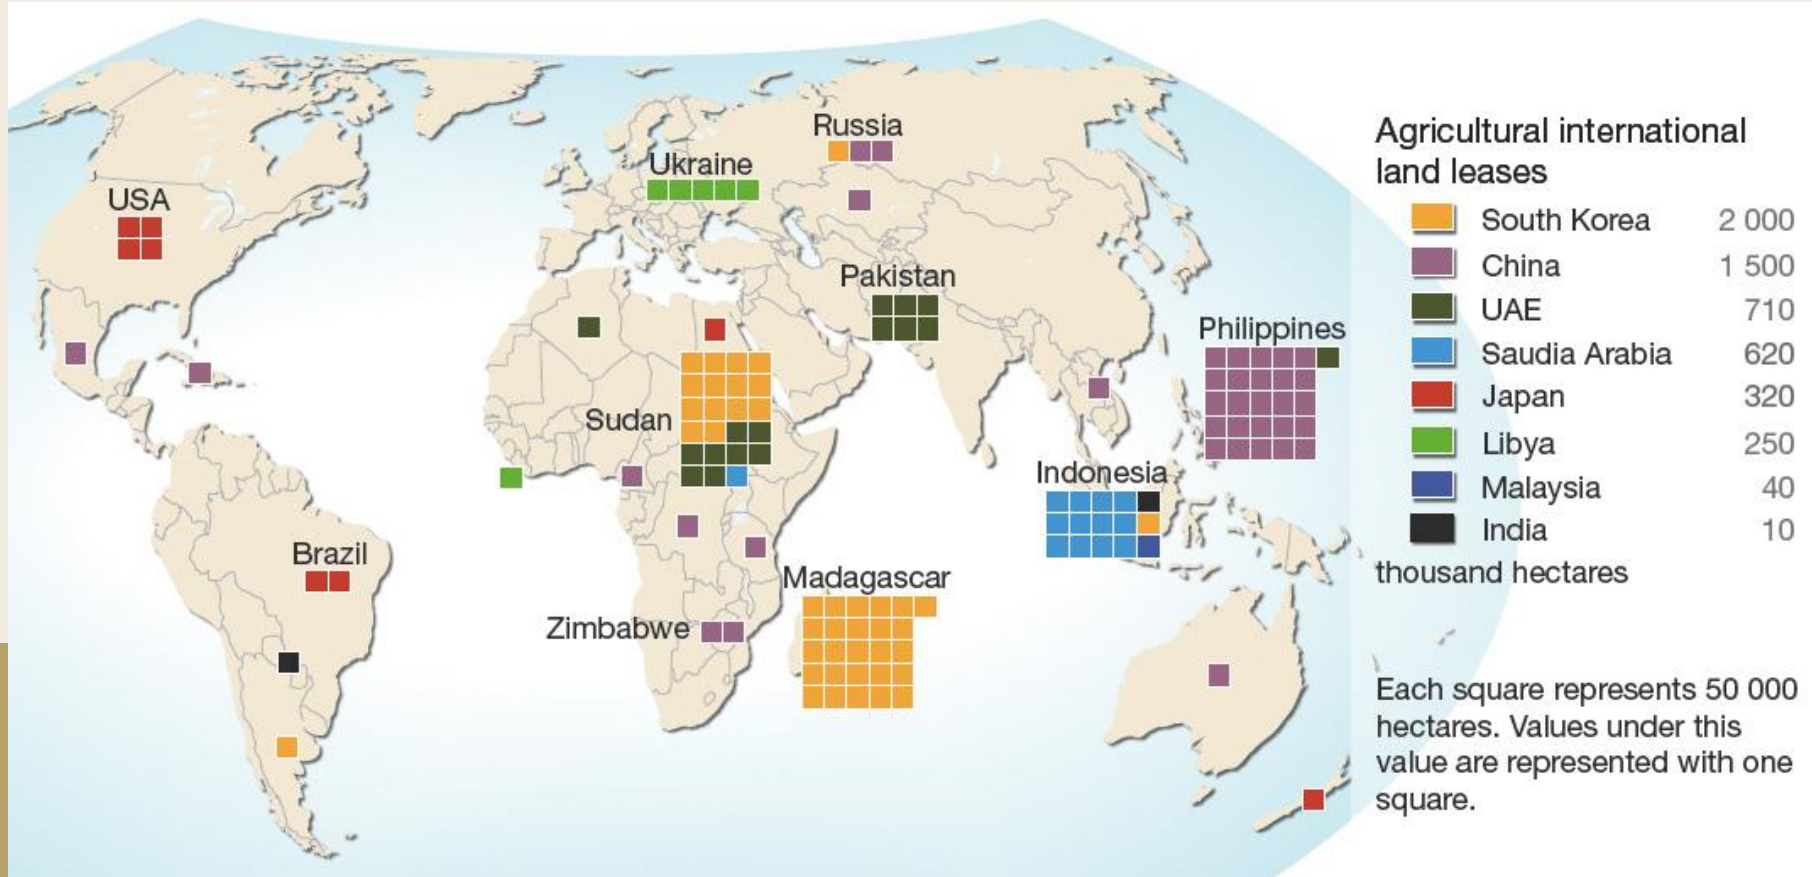 Russia
Ukraine
USA
Pakistan
Philippines
Sudan
Indonesia
Brazil
Madagascar
Zimbabwe
Agricultural international
land leases
South Korea 2 000
China 1 500
UAE 710
Saudia Arabia 620
Japan 320
Libya 250
Malaysia 40
India 10
thousand hectares
Each square represents 50 000
hectares. Values under this
value are represented with one
square.